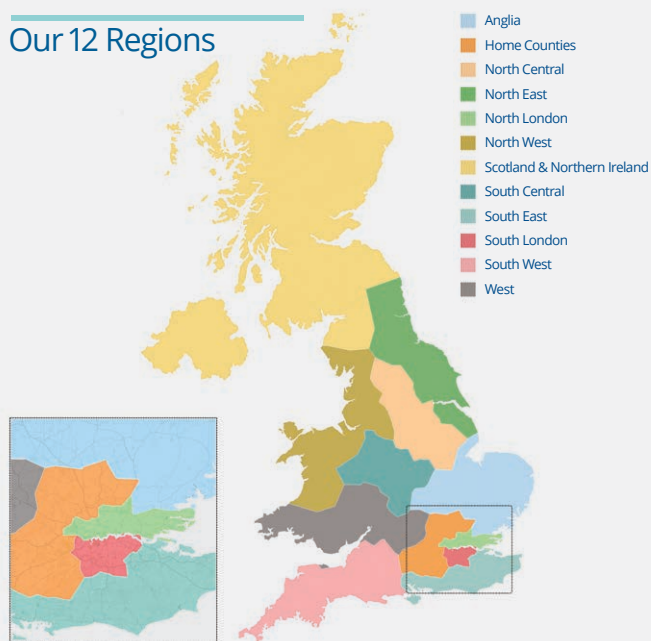 Our 12 Regions
Anglia
Home Counties
North Central
North East
North London
North West
Scotland & Northern Ireland
South Central
South East
South London
South West
West